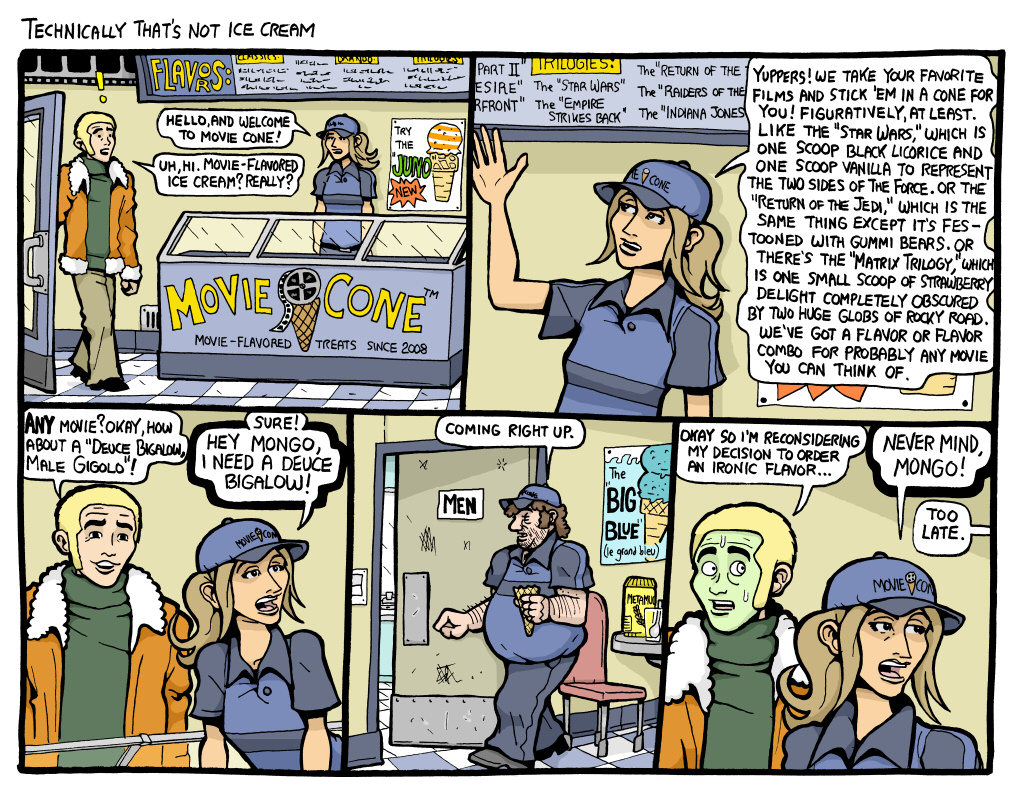 TECHNICALLY THAT'S NOT ICE CREAM
!
FLAVORS:
CLASSICS:
TRILOGIES:
HELLO, AND WELCOME
TO MOVIE CONE!
UH, HI. MOVIE-FLAVORED
ICE CREAM? REALLY?
TRY
THE
"JUNO"
NEW
MOVIE CONE™
MOVIE-FLAVORED TREATS SINCE 2008
PART II"
ESIRE"
RFRONT"
TRILOGIES:
The "STAR WARS"
The "EMPIRE
STRIKES BACK"
The "RETURN OF THE
The "RAIDERS OF THE
The "INDIANA JONES
IE CONE
YUPPERS! WE TAKE YOUR FAVORITE
FILMS AND STICK 'EM IN A CONE FOR
YOU! FIGURATIVELY, AT LEAST.
LIKE THE "STAR WARS," WHICH IS
ONE SCOOP BLACK LICORICE AND
ONE SCOOP VANILLA TO REPRESENT
THE TWO SIDES OF THE FORCE. OR THE
"RETURN OF THE JEDI," WHICH IS THE
SAME THING EXCEPT IT'S FES-
TOONED WITH GUMMI BEARS. OR
THERE'S THE "MATRIX TRILOGY," WHICH
IS ONE SMALL SCOOP OF STRAWBERRY
DELIGHT COMPLETELY OBSCURED
BY TWO HUGE GLOBS OF ROCKY ROAD.
WE'VE GOT A FLAVOR OR FLAVOR
COMBO FOR PROBABLY ANY MOVIE
YOU CAN THINK OF.
ANY MOVIE? OKAY, HOW
ABOUT A "DEUCE BIGALOW,
MALE GIGOLO"!
SURE!
HEY MONGO,
I NEED A DEUCE
BIGALOW!
MOVIE CON
COMING RIGHT UP.
MEN
The
"BIG
BLUE"
(le grand bleu)
METAMUC
OKAY SO I'M RECONSIDERING
MY DECISION TO ORDER
AN IRONIC FLAVOR...
NEVER MIND,
MONGO!
TOO
LATE.
MOVIE CON